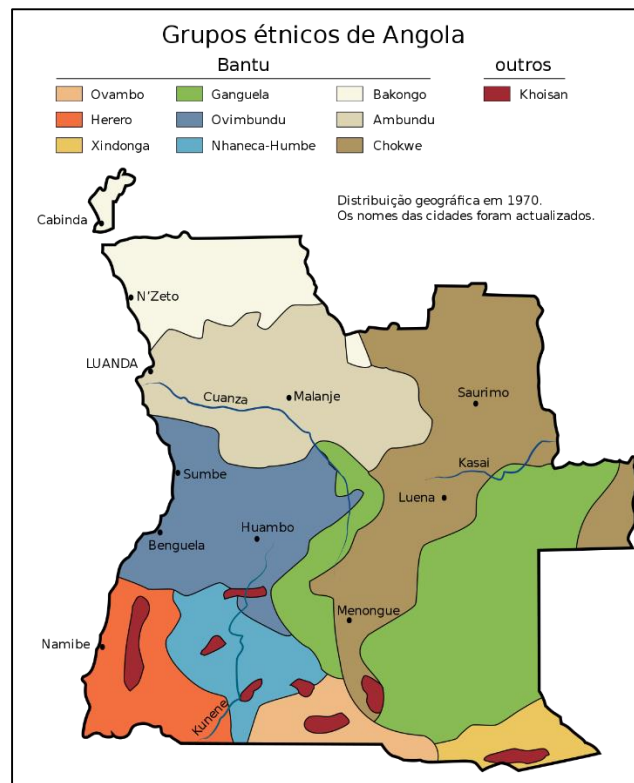 Grupos étnicos de Angola
Bantu
outros
Ovambo
Ganguela
Bakongo
Khoisan
Herero
Ovimbundu
Ambundu
Xindonga
Nhaneca-Humbe
Chokwe
Distribuição geográfica em 1970.
Os nomes das cidades foram actualizados.
Cabinda
N'Zeto
LUANDA
Cuanza
Malanje
Saurimo
Sumbe
Kasai
Luena
Huambo
Benguela
Menongue
Namibe
Kunene